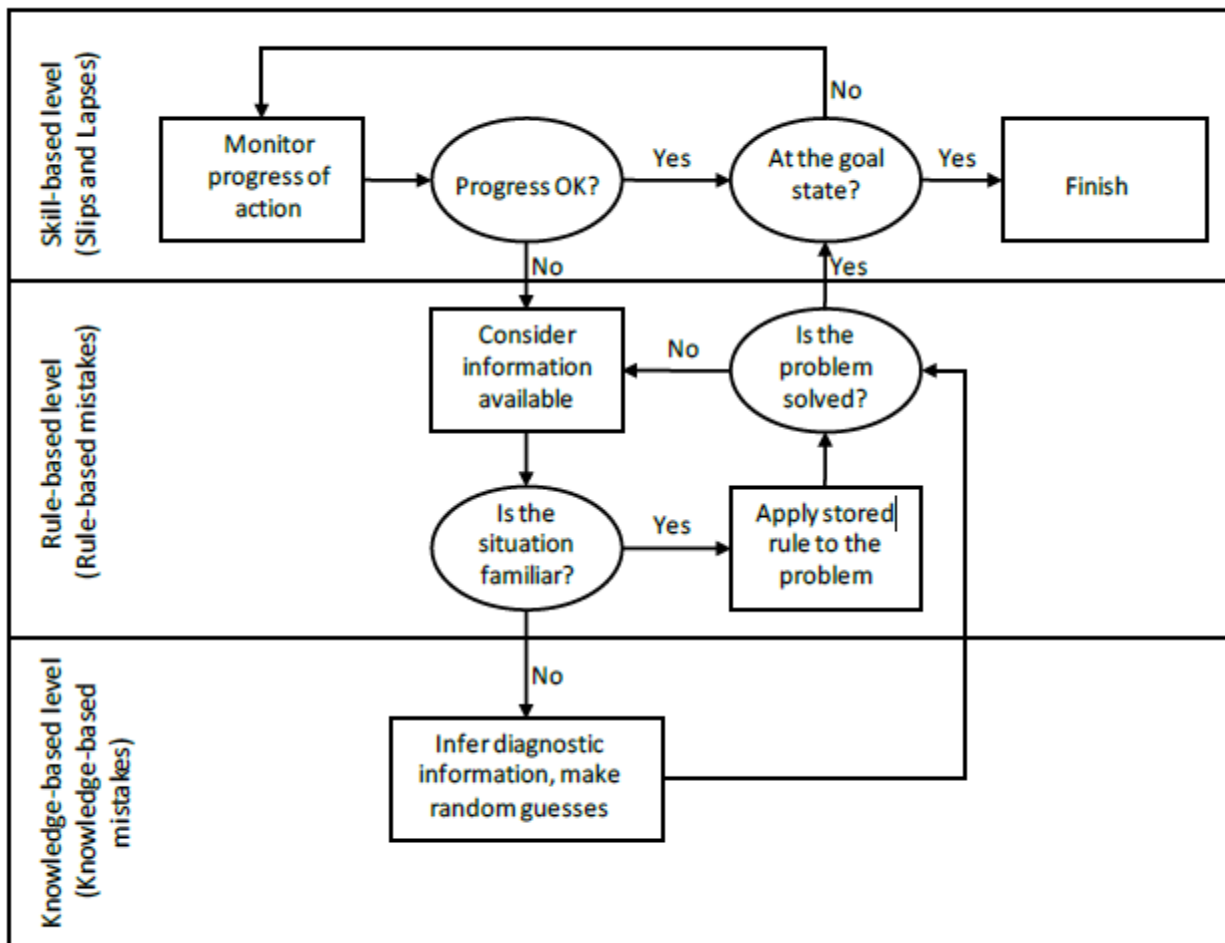 Skill-based level
(Slips and Lapses)
No
Monitor
progress of
action
Progress OK?
Yes
At the goal
state?
Yes
Finish
No
Yes
Rule-based level
(Rule-based mistakes)
Consider
information
available
No
Is the
problem
solved?
Is the
situation
familiar?
Yes
Apply stored
rule to the
problem
Knowledge-based level
(Knowledge-based
mistakes)
No
Infer diagnostic
information, make
random guesses